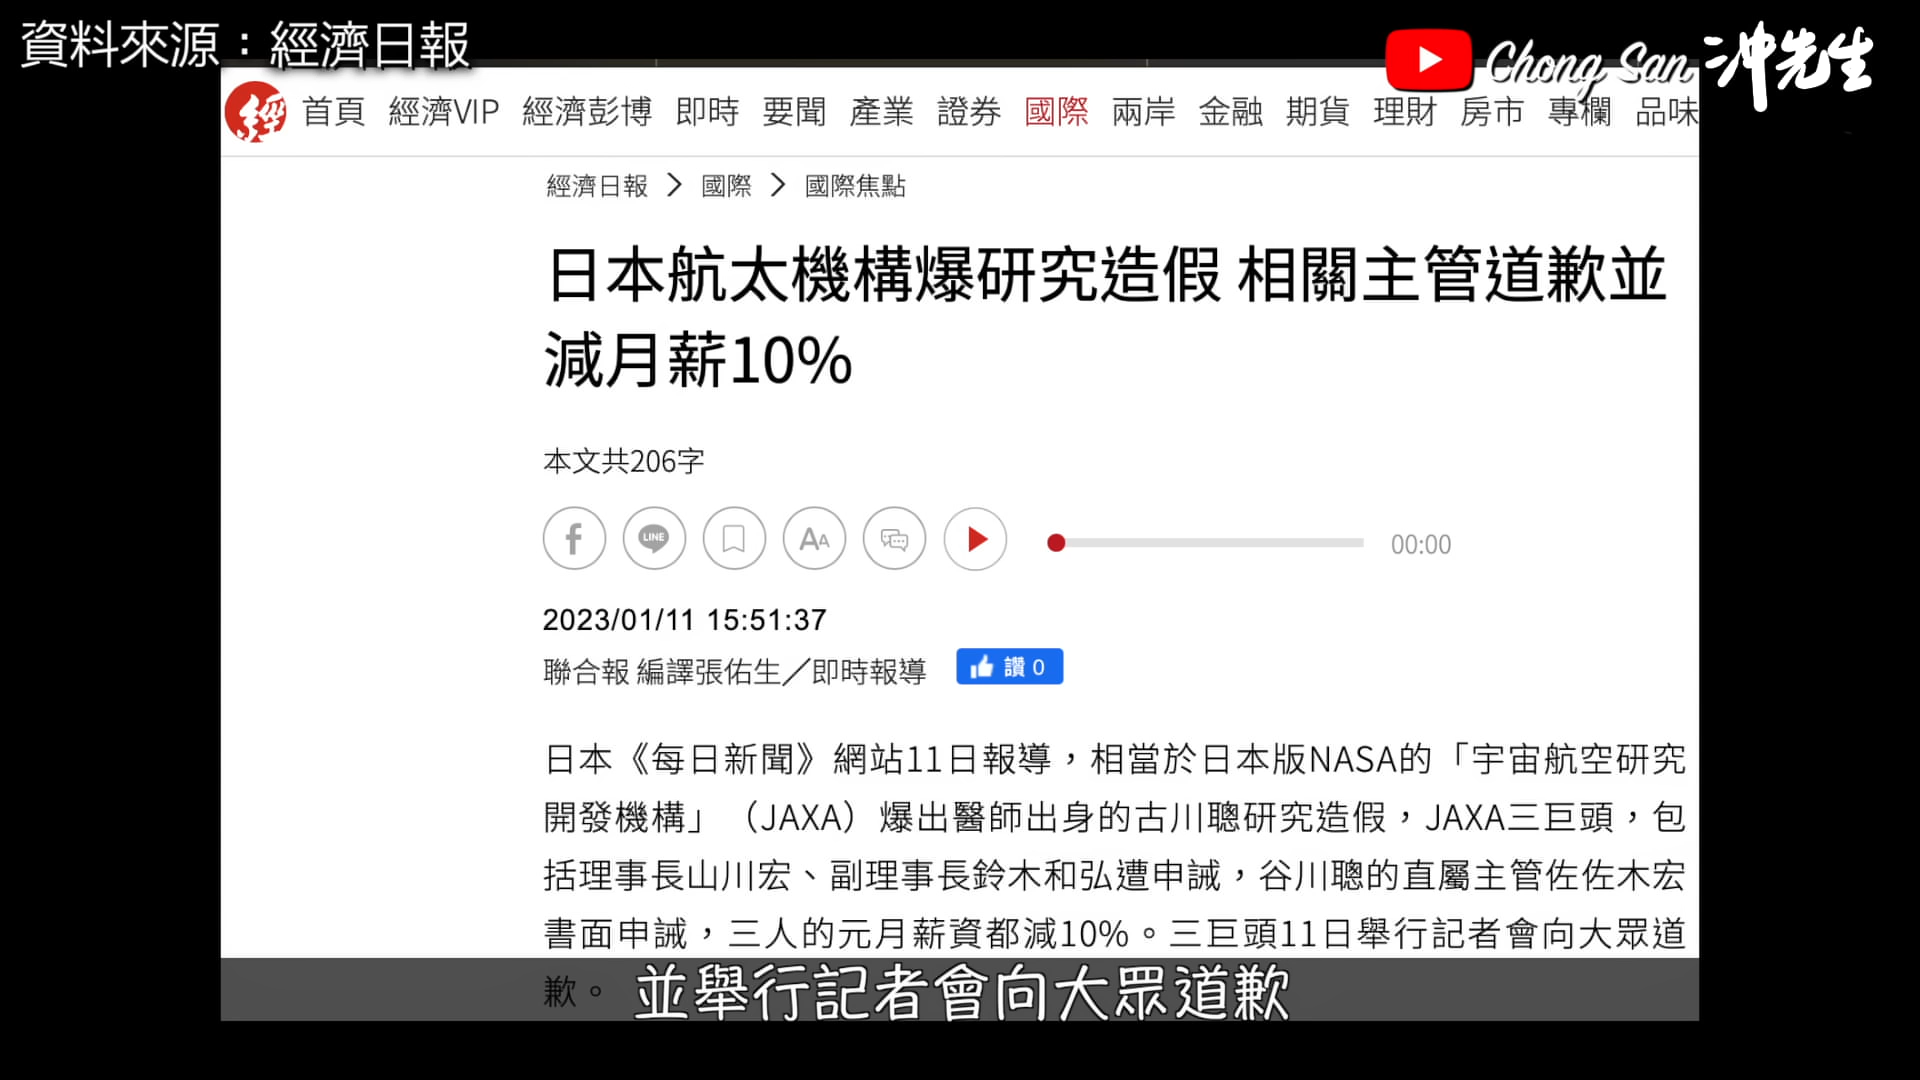 資料來源：經濟日報
Chong San 沖先生
經 首頁 經濟VIP 經濟彭博 即時 要聞 產業 證券 國際 兩岸 金融 期貨 理財 房市 專欄 品味
經濟日報 > 國際 > 國際焦點
日本航太機構爆研究造假 相關主管道歉並
減月薪10%
本文共206字
f LINE AA 00:00
2023/01/11 15:51:37
聯合報 編譯張佑生／即時報導 讚 0
日本《每日新聞》網站11日報導，相當於日本版NASA的「宇宙航空研究
開發機構」（JAXA）爆出醫師出身的古川聰研究造假，JAXA三巨頭，包
括理事長山川宏、副理事長鈴木和弘遭申誡，谷川聰的直屬主管佐佐木宏
書面申誡，三人的元月薪資都減10%。三巨頭11日舉行記者會向大眾道
歉。
並舉行記者會向大眾道歉